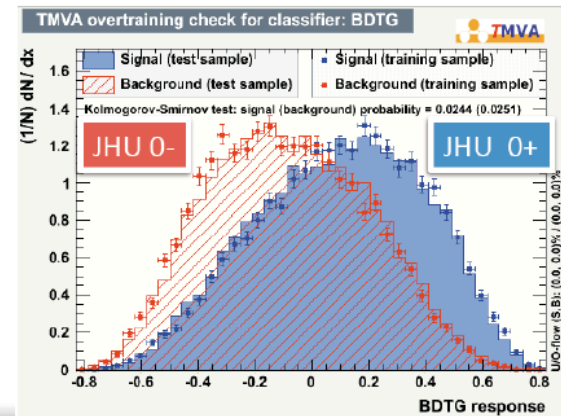 TMVA overtraining check for classifier: BDTG
TMVA
Signal (test sample)
Signal (training sample)
Background (test sample)
Background (training sample)
Kolmogorov-Smirnov test: signal (background) probability = 0.0244 (0.0251)
JHU 0-
JHU 0+
(1/N) dN/ dx
1.6
1.4
1.2
1
0.8
0.6
0.4
0.2
0
-0.8
-0.6
-0.4
-0.2
0
0.2
0.4
0.6
0.8
BDTG response
U/O-flow (S,B): (0.0, 0.0)% / (0.0, 0.0)%